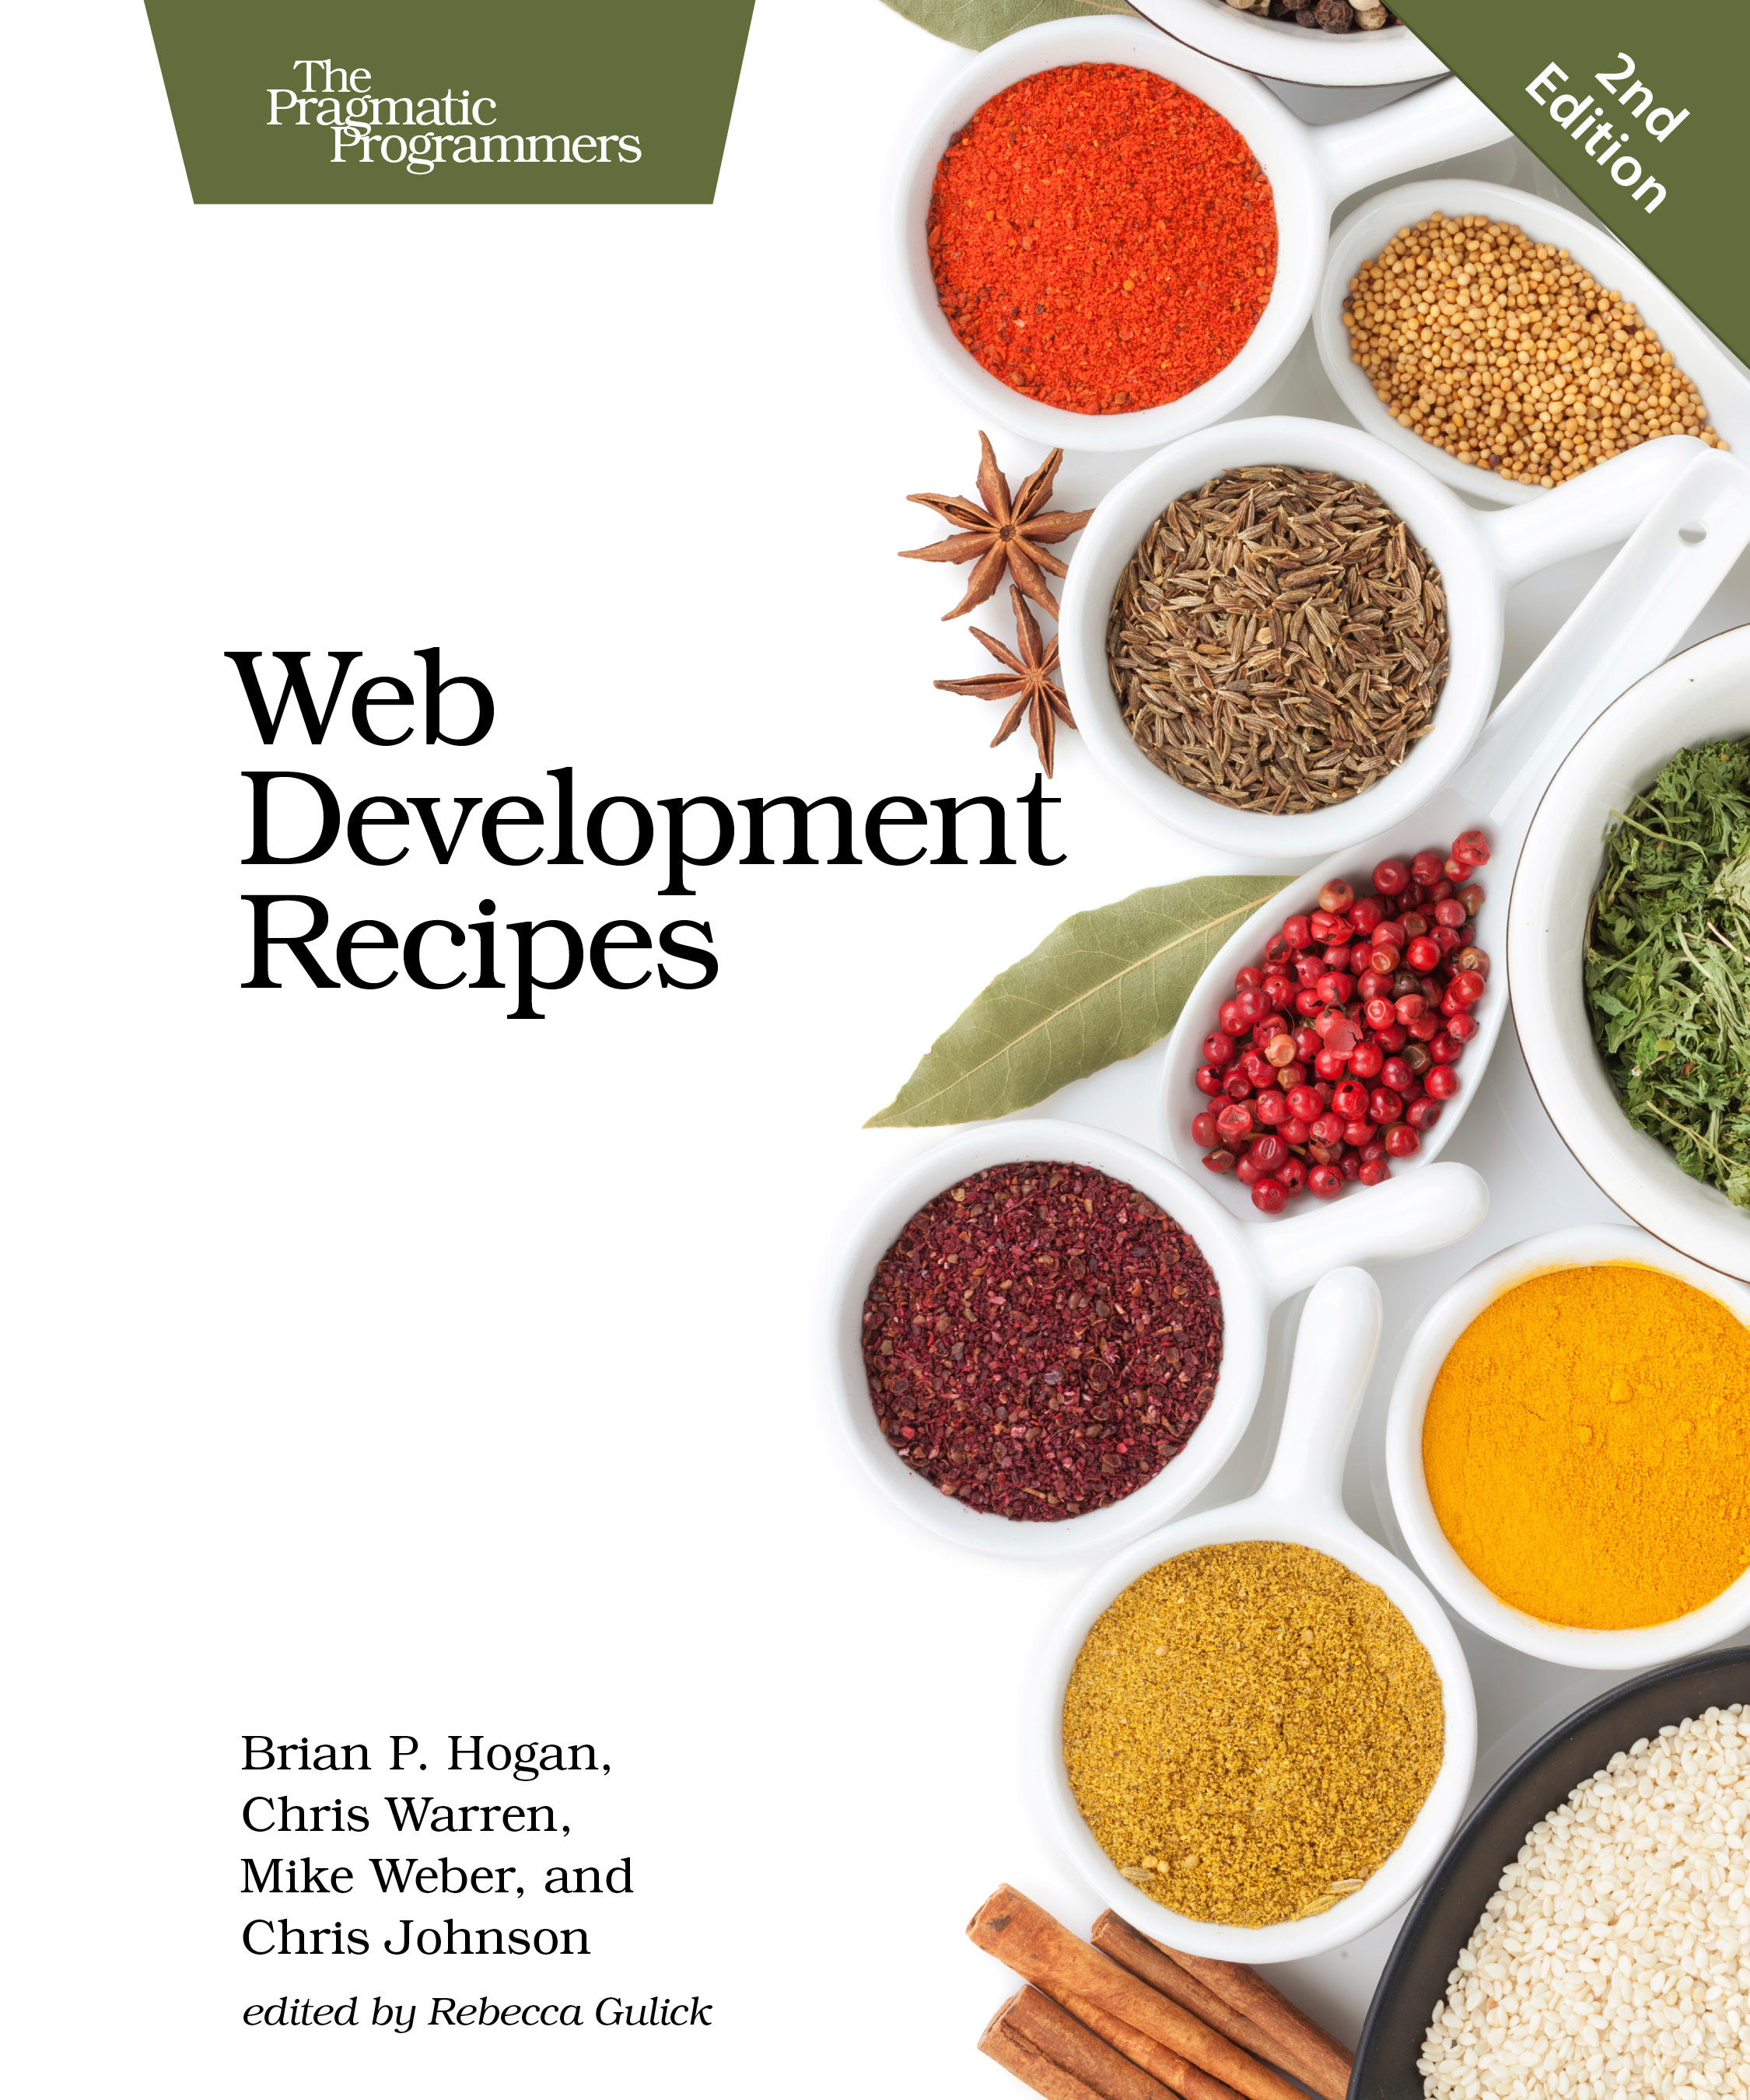 The
Pragmatic
Programmers
2nd
Edition
Web
Development
Recipes
Brian P. Hogan,
Chris Warren,
Mike Weber, and
Chris Johnson
edited by Rebecca Gulick